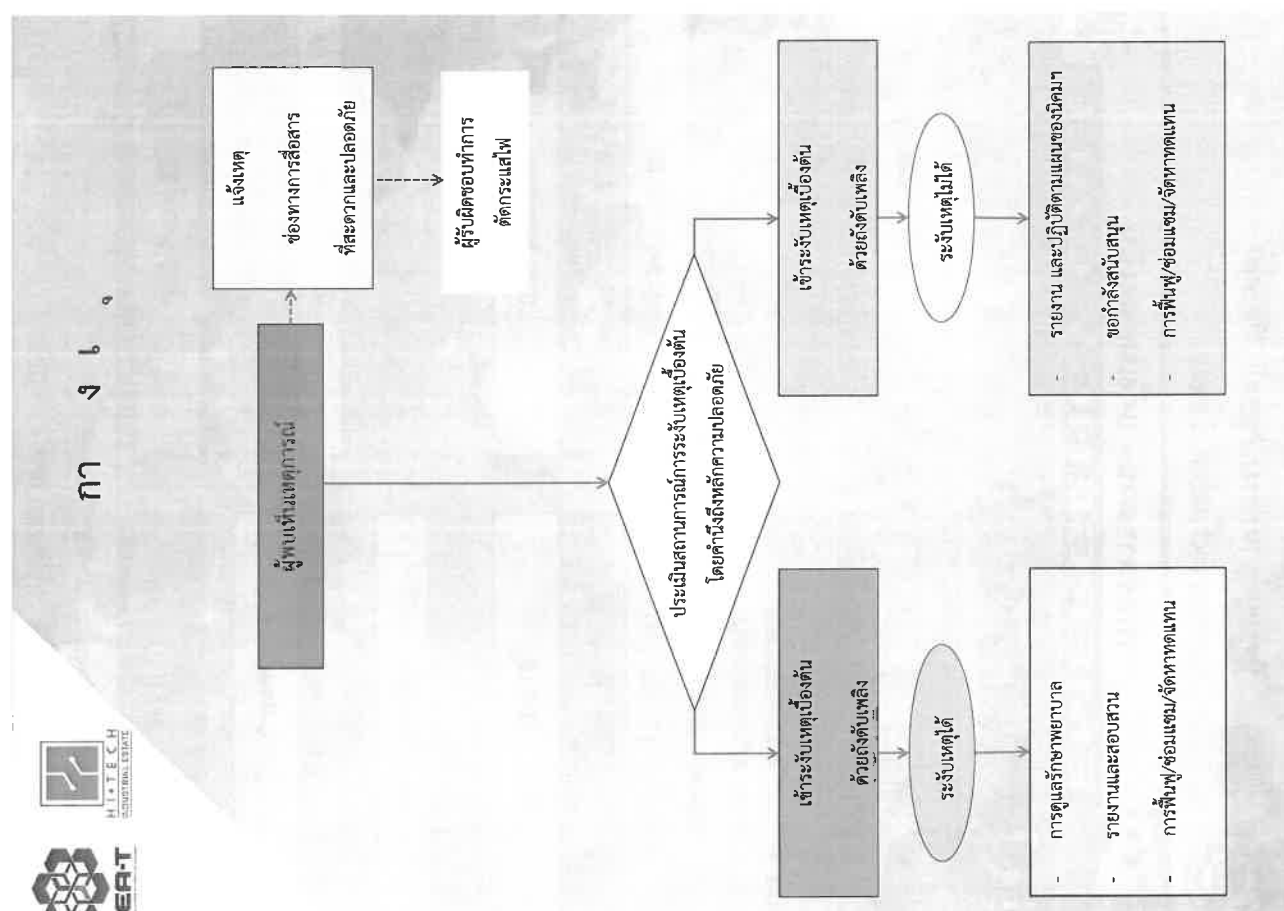 HI•TECH
INDUSTRIAL ESTATE
EA-T
ผู้พบเห็นเหตุการณ์
แจ้งเหตุ
ช่องทางการสื่อสาร
ที่สะดวกและปลอดภัย
ผู้รับผิดชอบทำการ
ตัดกระแสไฟ
ประเมินสถานการณ์การระงับเหตุเบื้องต้น
โดยคำนึงถึงหลักความปลอดภัย
เข้าระงับเหตุเบื้องต้น
ด้วยถังดับเพลิง
ระงับเหตุได้
- การดูแลรักษาพยาบาล
- รายงานและสอบสวน
- การฟื้นฟู/ซ่อมแซม/จัดหาทดแทน
เข้าระงับเหตุเบื้องต้น
ด้วยถังดับเพลิง
ระงับเหตุไม่ได้
- รายงาน และปฏิบัติตามแผนของนิคมฯ
- ขอกำลังสนับสนุน
- การฟื้นฟู/ซ่อมแซม/จัดหาทดแทน